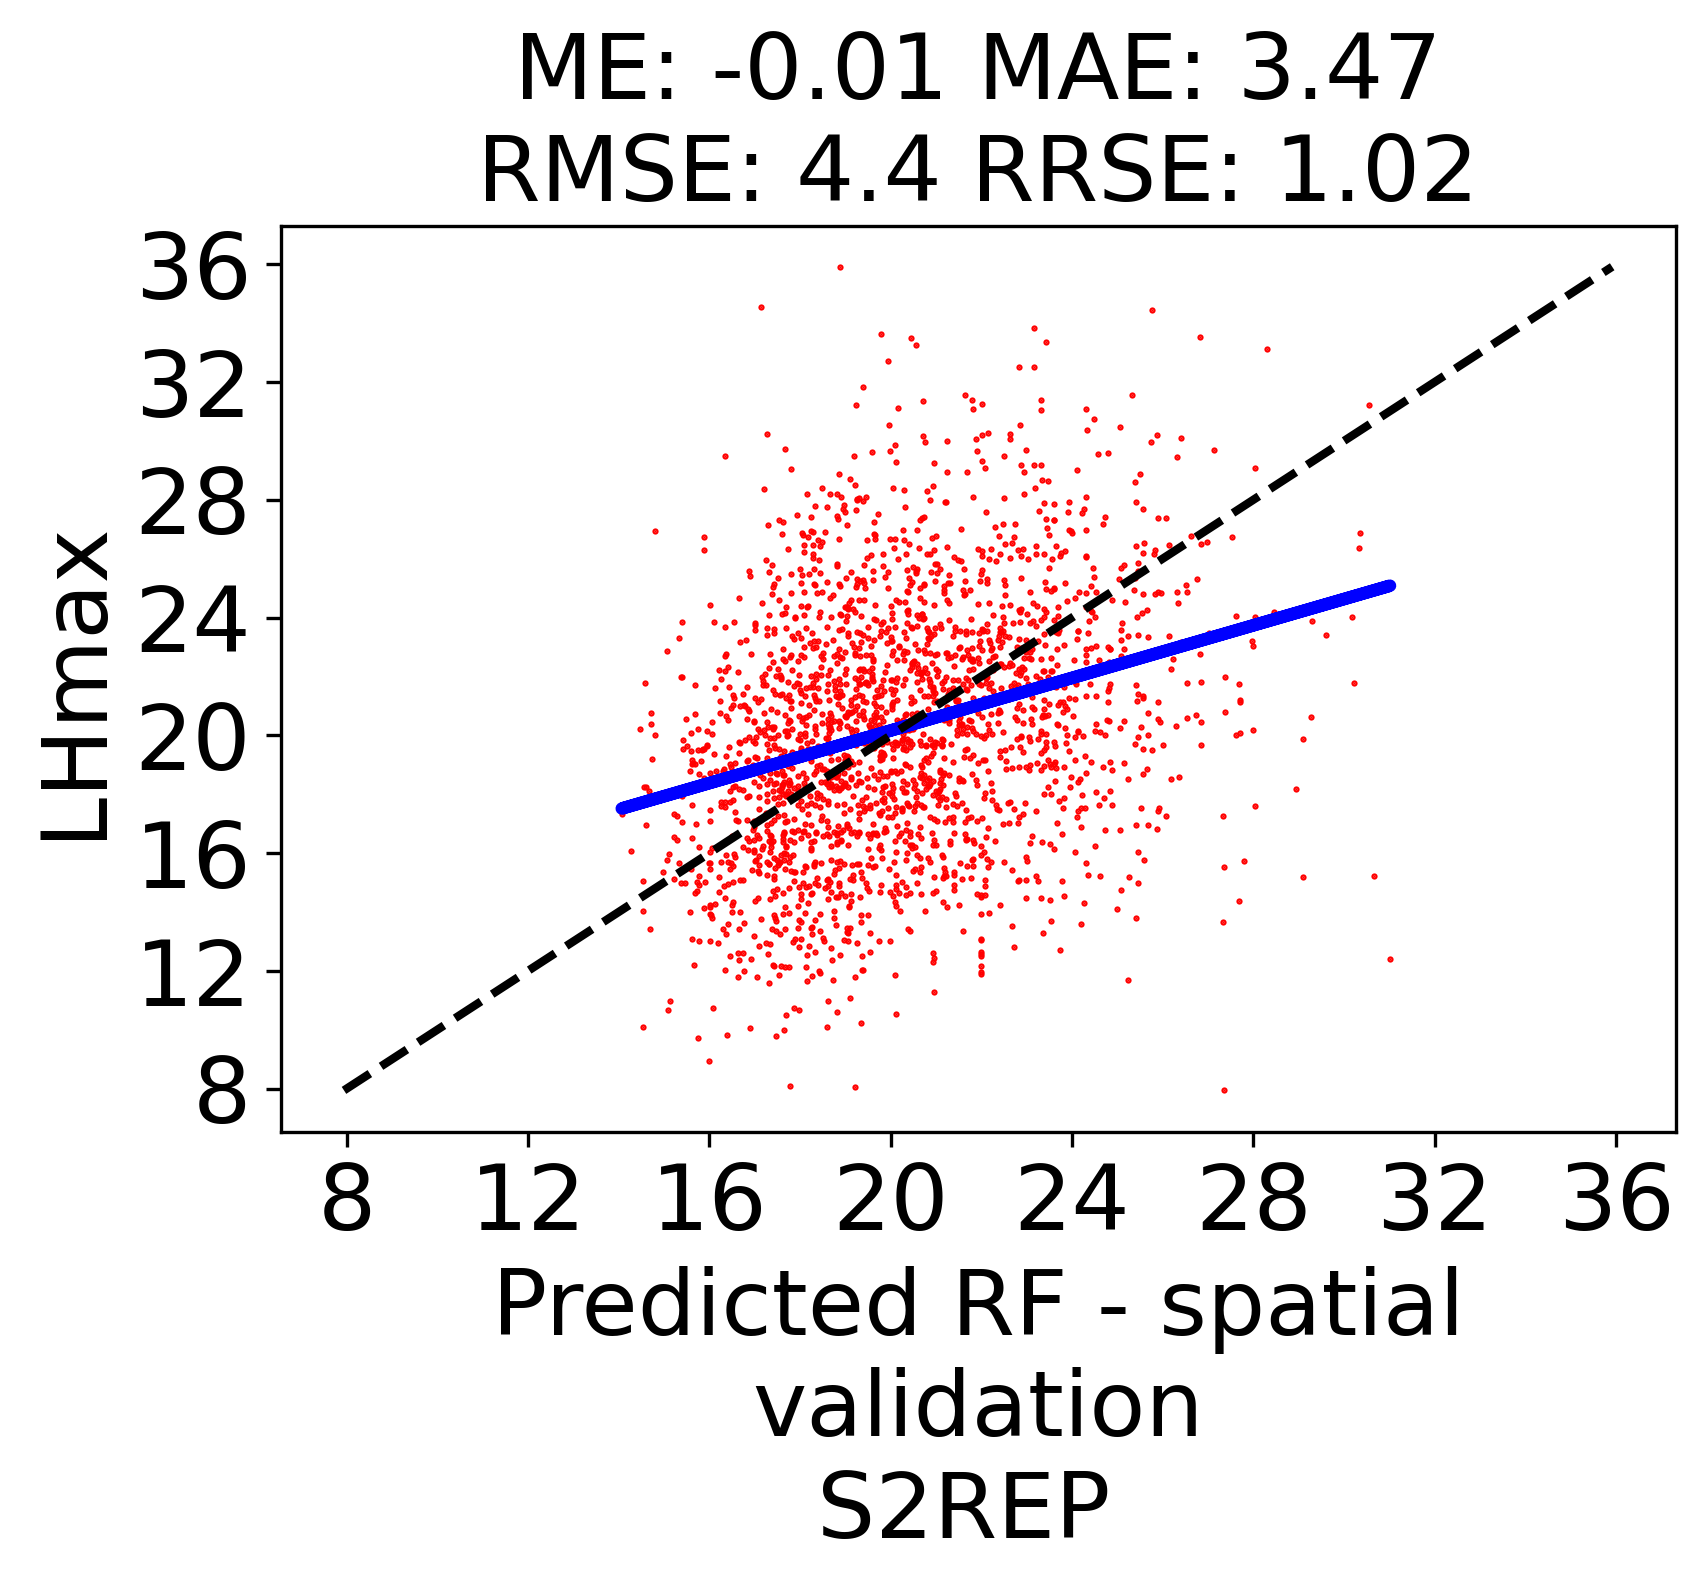 ME: -0.01 MAE: 3.47
RMSE: 4.4 RRSE: 1.02
36
32
28
24
20
16
12
8
LHmax
8 12 16 20 24 28 32 36
Predicted RF - spatial
validation
S2REP